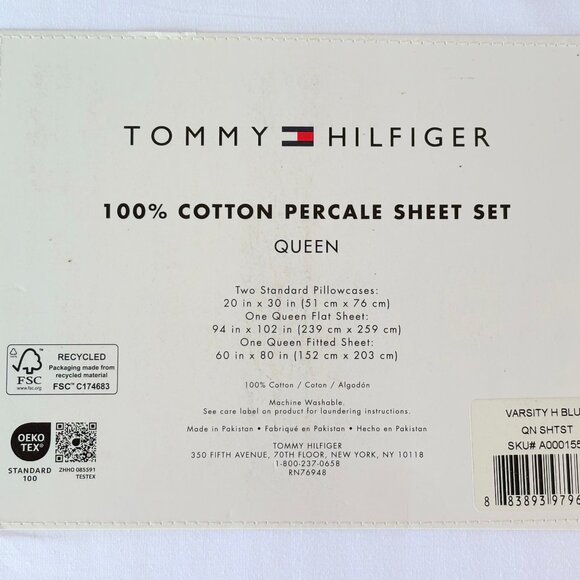 TOMMY HILFIGER
100% COTTON PERCALE SHEET SET
QUEEN
Two Standard Pillowcases:
20 in x 30 in (51 cm x 76 cm)
One Queen Flat Sheet:
94 in x 102 in (239 cm x 259 cm)
One Queen Fitted Sheet:
60 in x 80 in (152 cm x 203 cm)
100% Cotton / Coton / Algodón
Machine Washable.
See care label on product for laundering instructions.
Made in Pakistan • Fabriqué en Pakistan • Hecho en Pakistan
TOMMY HILFIGER
350 FIFTH AVENUE, 70TH FLOOR, NEW YORK, NY 10118
1-800-237-0658
RN76948
FSC
www.fsc.org
RECYCLED
Packaging made from
recycled material
FSC™ C174683
OEKO
TEX®
STANDARD
100
ZHHO 085591
TESTEX
VARSITY H BLU
QN SHTST
SKU# A000155
8 83893 9796